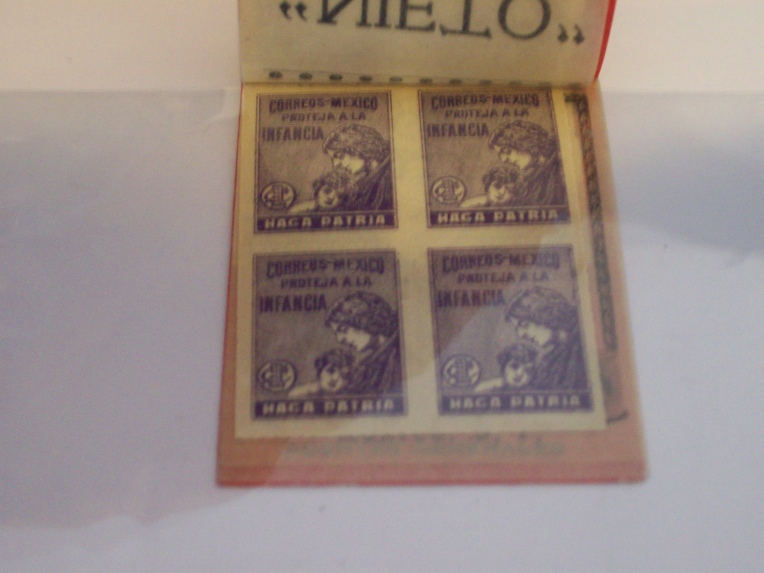 "NIETO"
CORREOS-MEXICO
PROTEJA A LA
INFANCIA
HAGA PATRIA
CORREOS-MEXICO
PROTEJA A LA
INFANCIA
HAGA PATRIA
CORREOS-MEXICO
PROTEJA A LA
INFANCIA
HAGA PATRIA
CORREOS-MEXICO
PROTEJA A LA
INFANCIA
HAGA PATRIA